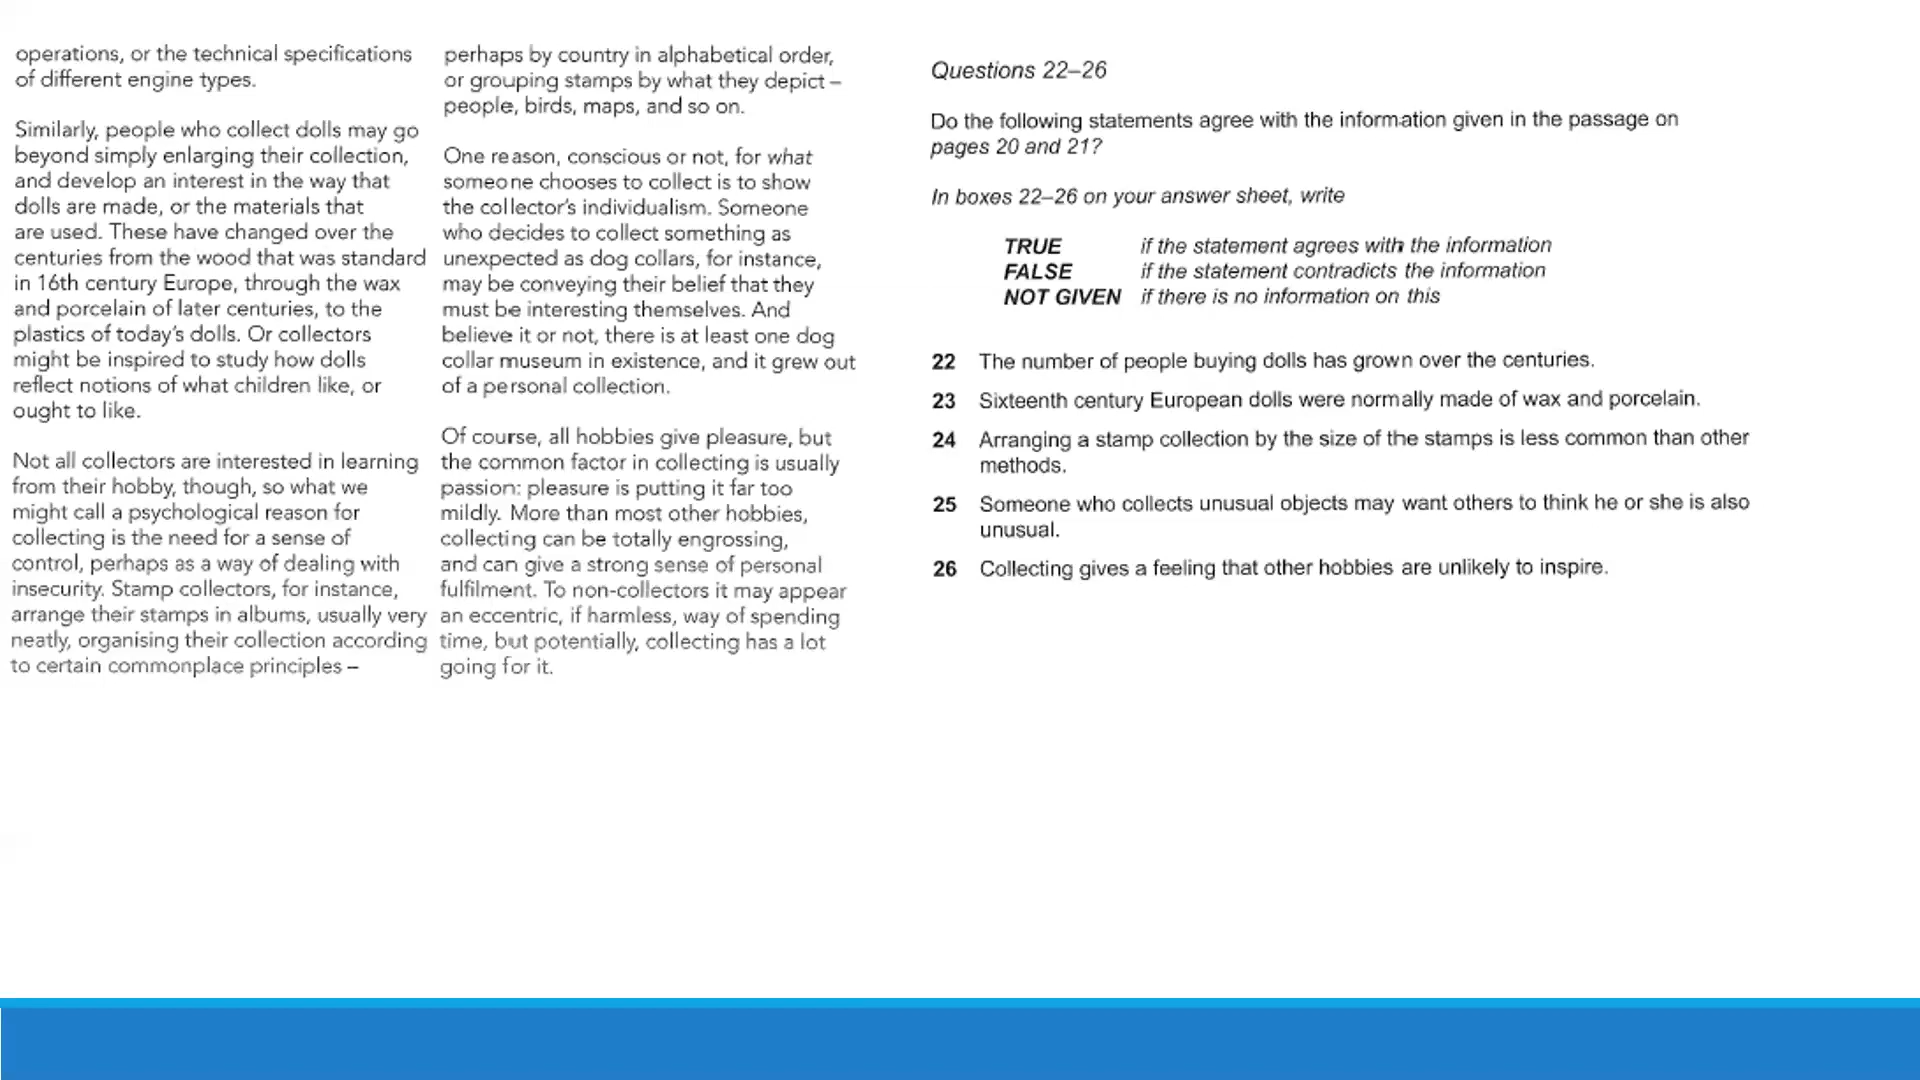 operations, or the technical specifications
of different engine types.
Similarly, people who collect dolls may go
beyond simply enlarging their collection,
and develop an interest in the way that
dolls are made, or the materials that
are used. These have changed over the
centuries from the wood that was standard
in 16th century Europe, through the wax
and porcelain of later centuries, to the
plastics of today's dolls. Or collectors
might be inspired to study how dolls
reflect notions of what children like, or
ought to like.
Not all collectors are interested in learning
from their hobby, though, so what we
might call a psychological reason for
collecting is the need for a sense of
control, perhaps as a way of dealing with
insecurity. Stamp collectors, for instance,
arrange their stamps in albums, usually very
neatly, organising their collection according
to certain commonplace principles –
perhaps by country in alphabetical order,
or grouping stamps by what they depict –
people, birds, maps, and so on.
One reason, conscious or not, for what
someone chooses to collect is to show
the collector's individualism. Someone
who decides to collect something as
unexpected as dog collars, for instance,
may be conveying their belief that they
must be interesting themselves. And
believe it or not, there is at least one dog
collar museum in existence, and it grew out
of a personal collection.
Of course, all hobbies give pleasure, but
the common factor in collecting is usually
passion: pleasure is putting it far too
mildly. More than most other hobbies,
collecting can be totally engrossing,
and can give a strong sense of personal
fulfilment. To non-collectors it may appear
an eccentric, if harmless, way of spending
time, but potentially, collecting has a lot
going for it.
Questions 22–26
Do the following statements agree with the information given in the passage on
pages 20 and 21?
In boxes 22–26 on your answer sheet, write
TRUE if the statement agrees with the information
FALSE if the statement contradicts the information
NOT GIVEN if there is no information on this
22 The number of people buying dolls has grown over the centuries.
23 Sixteenth century European dolls were normally made of wax and porcelain.
24 Arranging a stamp collection by the size of the stamps is less common than other
methods.
25 Someone who collects unusual objects may want others to think he or she is also
unusual.
26 Collecting gives a feeling that other hobbies are unlikely to inspire.